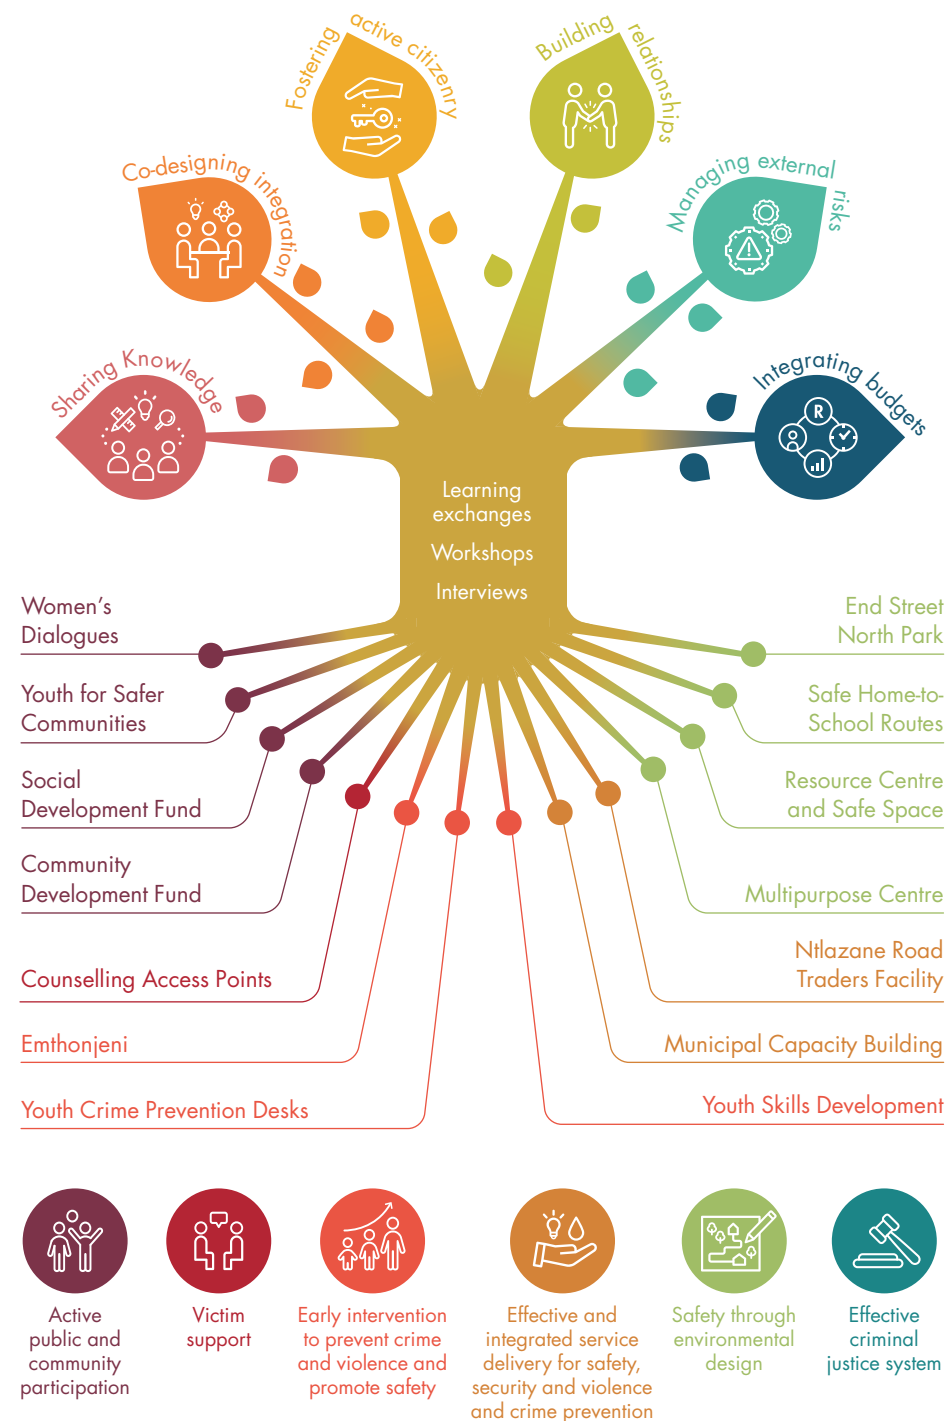 Fostering
active citizenry
Building
relationships
Co-designing integration
Managing external
risks
Sharing Knowledge
Integrating budgets
R
Learning
exchanges
Workshops
Interviews
Women’s
Dialogues
Youth for Safer
Communities
Social
Development Fund
Community
Development Fund
Counselling Access Points
Emthonjeni
Youth Crime Prevention Desks
End Street
North Park
Safe Home-to-
School Routes
Resource Centre
and Safe Space
Multipurpose Centre
Ntlazane Road
Traders Facility
Municipal Capacity Building
Youth Skills Development
Active
public and
community
participation
Victim
support
Early intervention
to prevent crime
and violence and
promote safety
Effective and
integrated service
delivery for safety,
security and violence
and crime prevention
Safety through
environmental
design
Effective
criminal
justice system